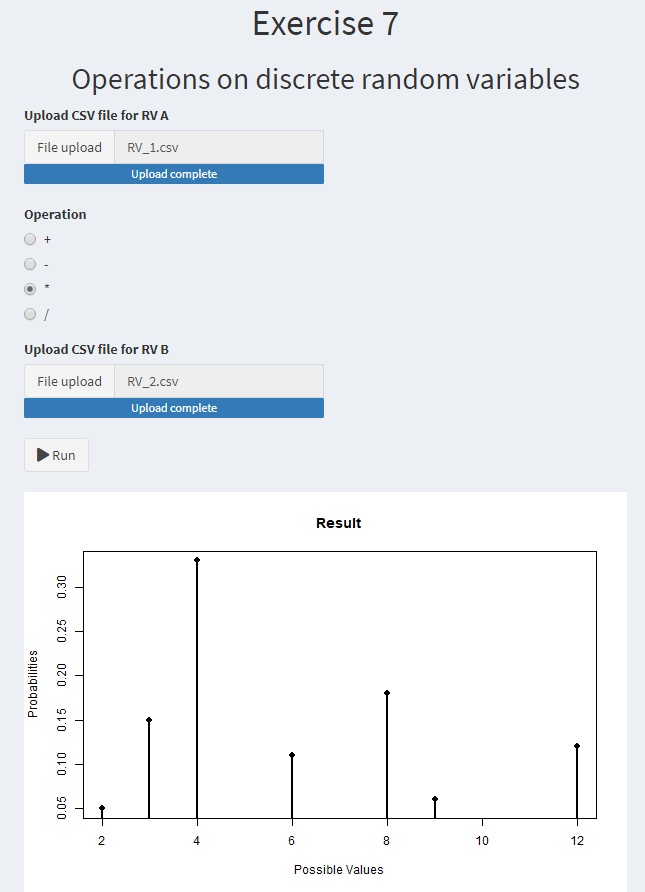 Exercise 7
Operations on discrete random variables
Upload CSV file for RV A
File upload RV_1.csv
Upload complete
Operation
+
-
*
/
Upload CSV file for RV B
File upload RV_2.csv
Upload complete
Run
Result
Probabilities
0.30
0.25
0.20
0.15
0.10
0.05
2 4 6 8 10 12
Possible Values